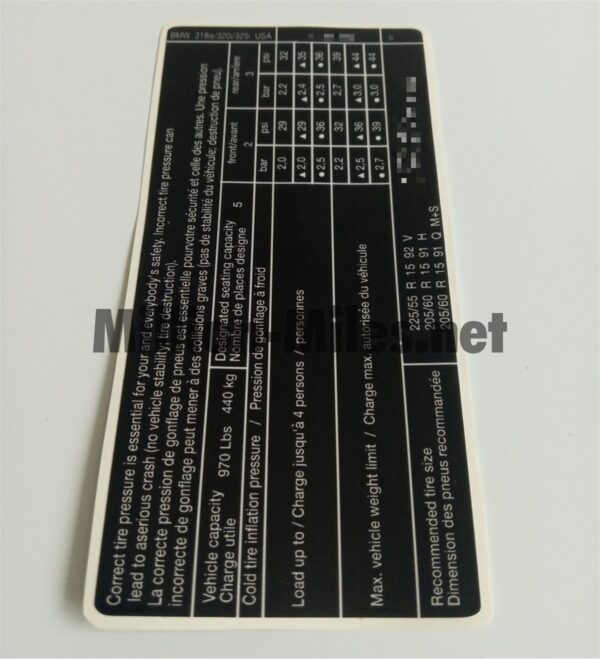 BMW 318i/320/325i USA
Correct tire pressure is essential for your and everybody's safety. Incorrect tire pressure can
lead to aserious crash (no vehicle stability; tire destruction).
La correcte pression de gonflage de pneus est essentielle pourvotre sécurité et celle des autres. Une pression
incorrecte de gonflage peut mener à des collisions graves (pas de stabilité du véhicule; destruction de pneu).
Vehicle capacity 970 Lbs 440 kg Designated seating capacity 5 front/avant rear/arrière
Charge utile Nombre de places designe 2 3
Cold tire inflation pressure / Pression de gonflage à froid bar psi bar psi
2.0 29 2.2 32
Load up to / Charge jusqu'à 4 persons / personnes ▲2.0 ▲29 ▲2.4 ▲35
●2.5 ●36 ●2.5 ●36
2.2 32 2.7 39
Max. vehicle weight limit / Charge max. autorisée du véhicule ▲2.5 ▲36 ▲3.0 ▲44
●2.7 ●39 ●3.0 ●44
225/55 R 15 92 V
Recommended tire size 205/60 R 15 91 H
Dimension des pneus recommandée 205/60 R 15 91 Q M+S
-Miles.net